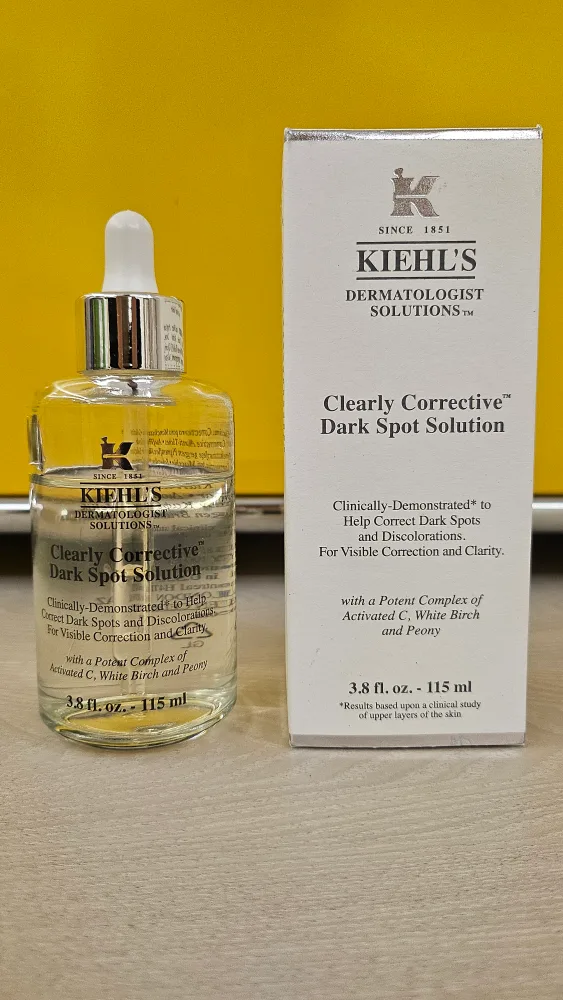 SINCE 1851
KIEHL'S
DERMATOLOGIST
SOLUTIONS™
Clearly Corrective™
Dark Spot Solution
Clinically-Demonstrated* to Help
Correct Dark Spots and Discolorations.
For Visible Correction and Clarity.
with a Potent Complex of
Activated C, White Birch and Peony
3.8 fl. oz. - 115 ml
K
SINCE 1851
KIEHL'S
DERMATOLOGIST
SOLUTIONS™
Clearly Corrective™
Dark Spot Solution
Clinically-Demonstrated* to
Help Correct Dark Spots
and Discolorations.
For Visible Correction and Clarity.
with a Potent Complex of
Activated C, White Birch
and Peony
3.8 fl. oz. - 115 ml
*Results based upon a clinical study
of upper layers of the skin